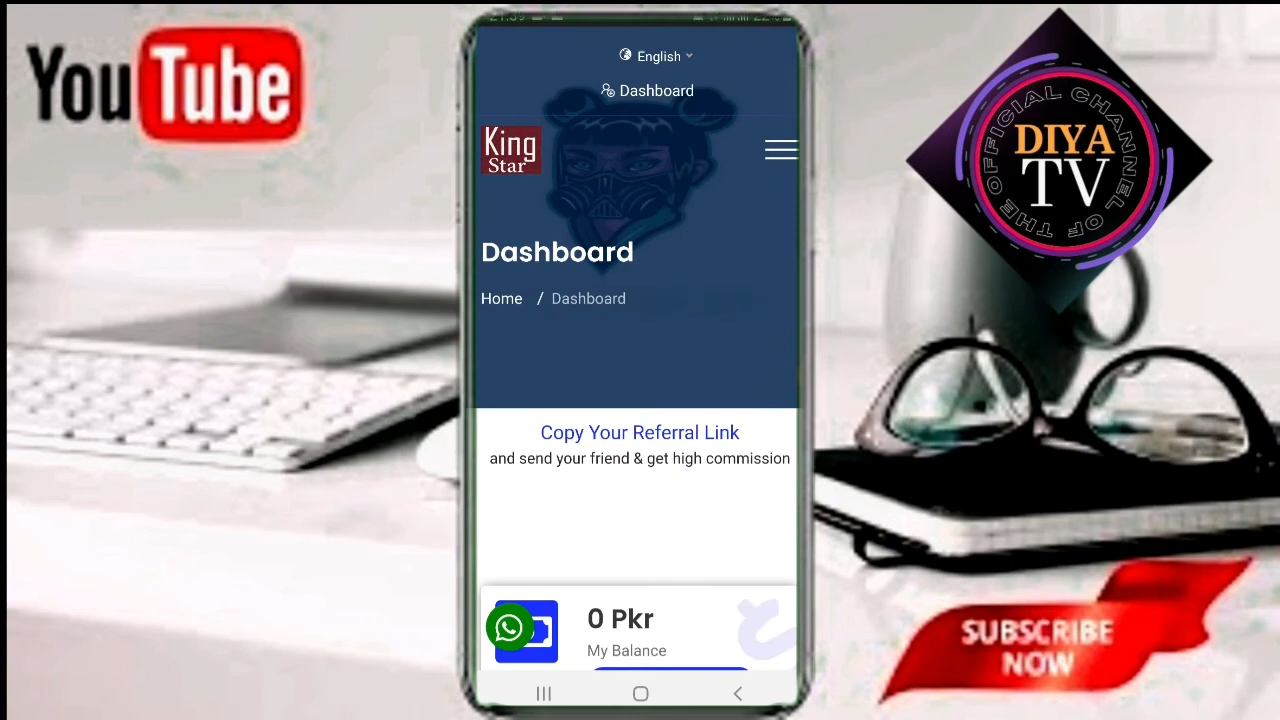 YouTube
English
Dashboard
King
Star
Dashboard
Home / Dashboard
Copy Your Referral Link
and send your friend & get high commission
0 Pkr
My Balance
DIYA
TV
OFFICIAL CHANNEL OF THE
SUBSCRIBE
NOW